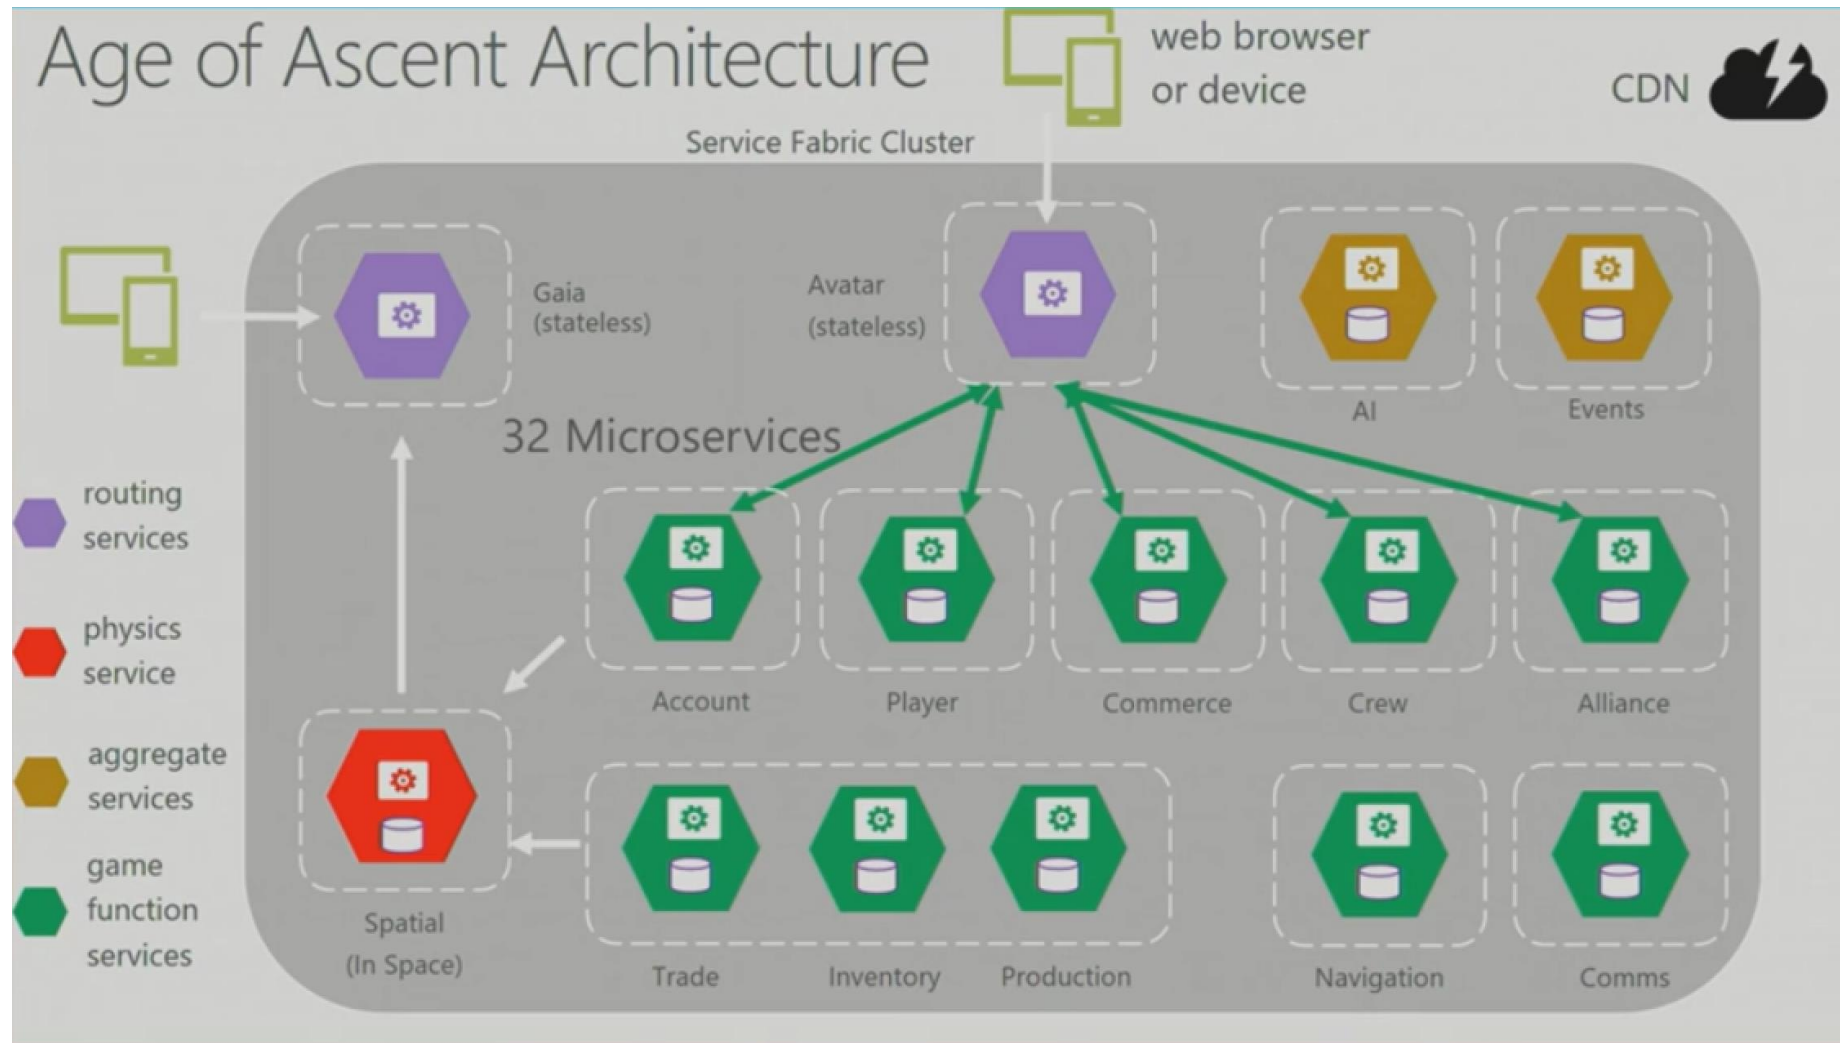 Age of Ascent Architecture
web browser
or device
CDN
Service Fabric Cluster
Gaia
(stateless)
Avatar
(stateless)
AI
Events
32 Microservices
routing
services
physics
service
aggregate
services
game
function
services
Account
Player
Commerce
Crew
Alliance
Spatial
(In Space)
Trade
Inventory
Production
Navigation
Comms